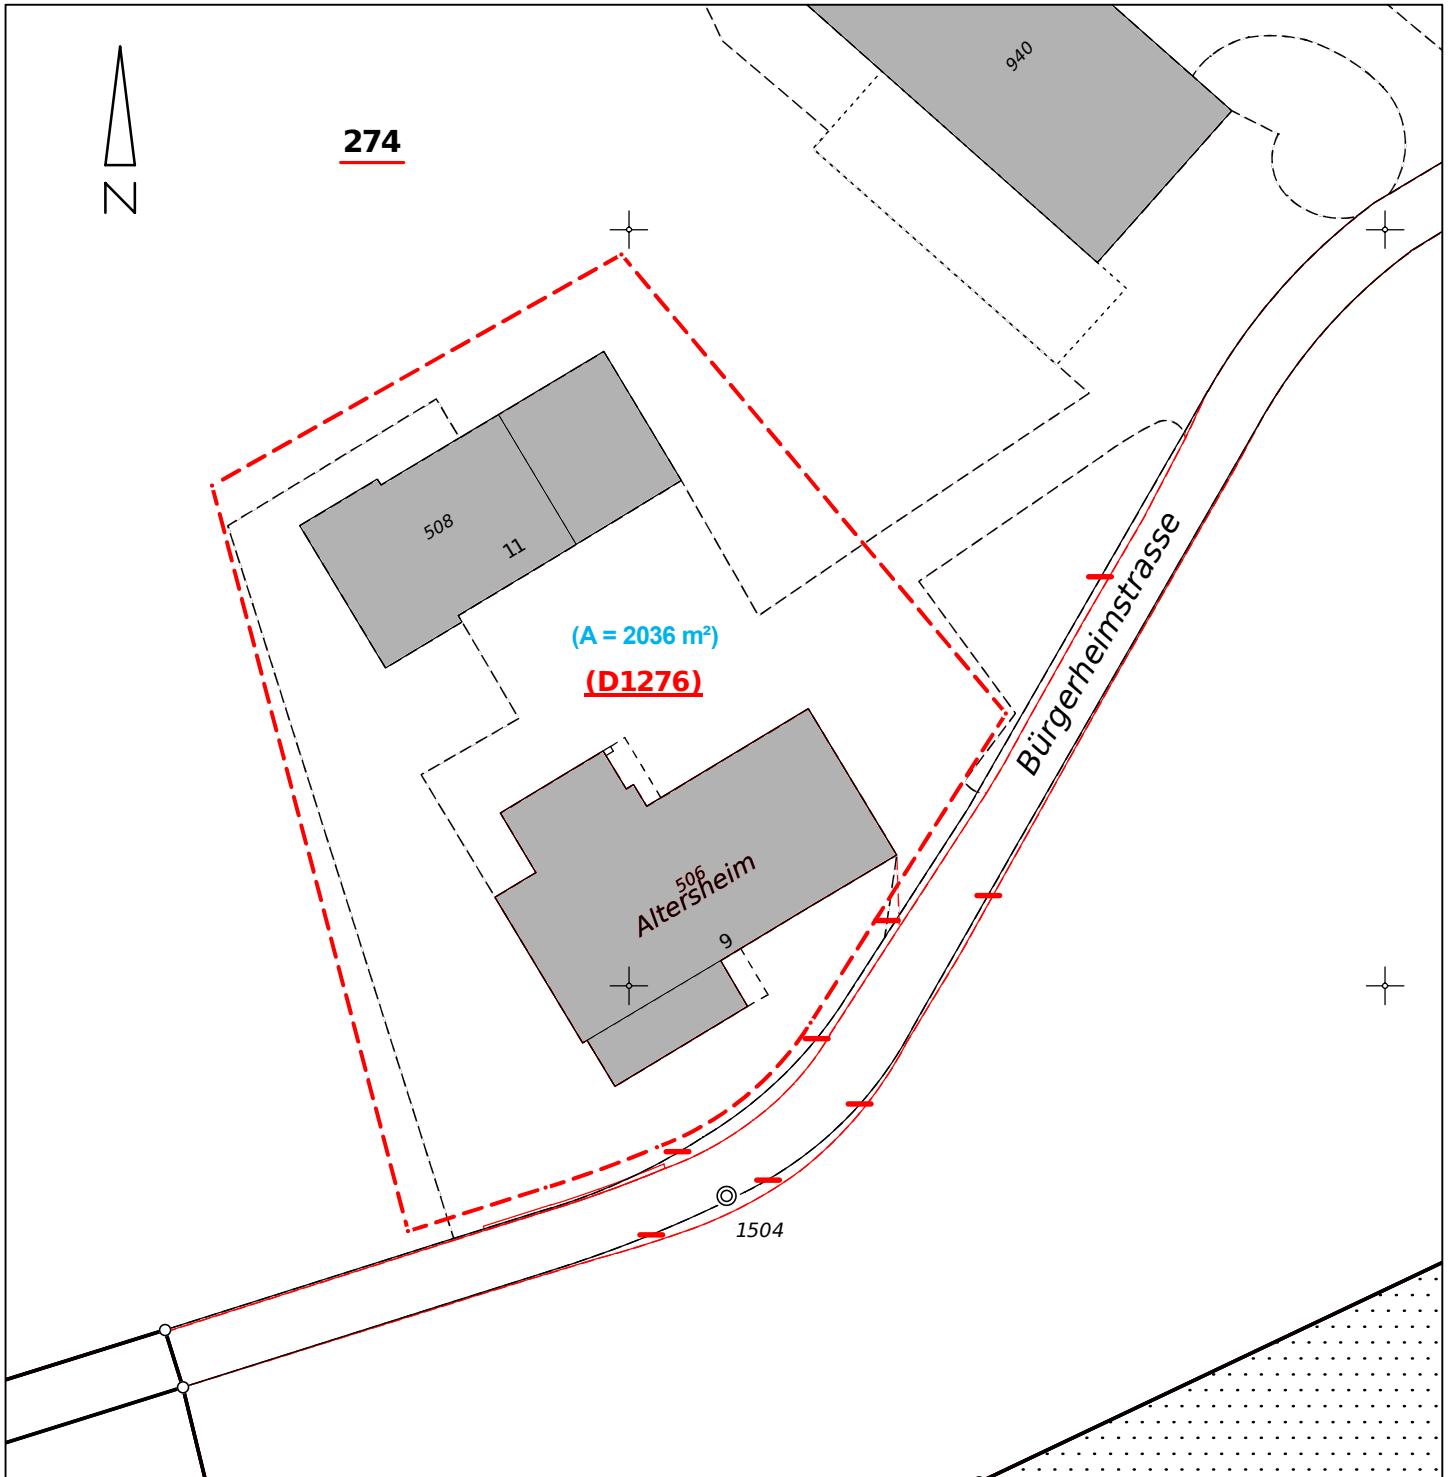 940
274
N
508
11
(A = 2036 m²)
(D1276)
Bürgerheimstrasse
506
Altersheim
9
1504